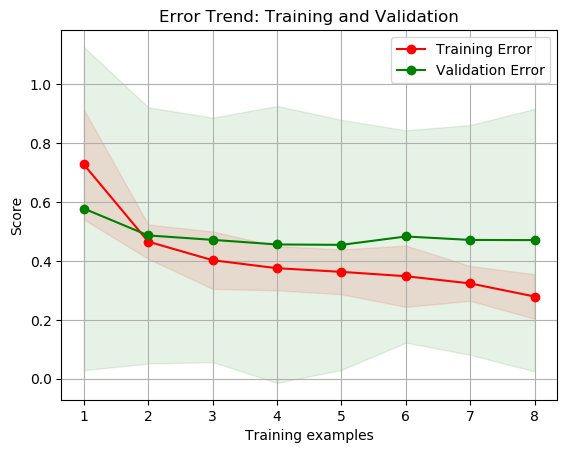 Error Trend: Training and Validation
Training Error
Validation Error
Score
1.0
0.8
0.6
0.4
0.2
0.0
1 2 3 4 5 6 7 8
Training examples